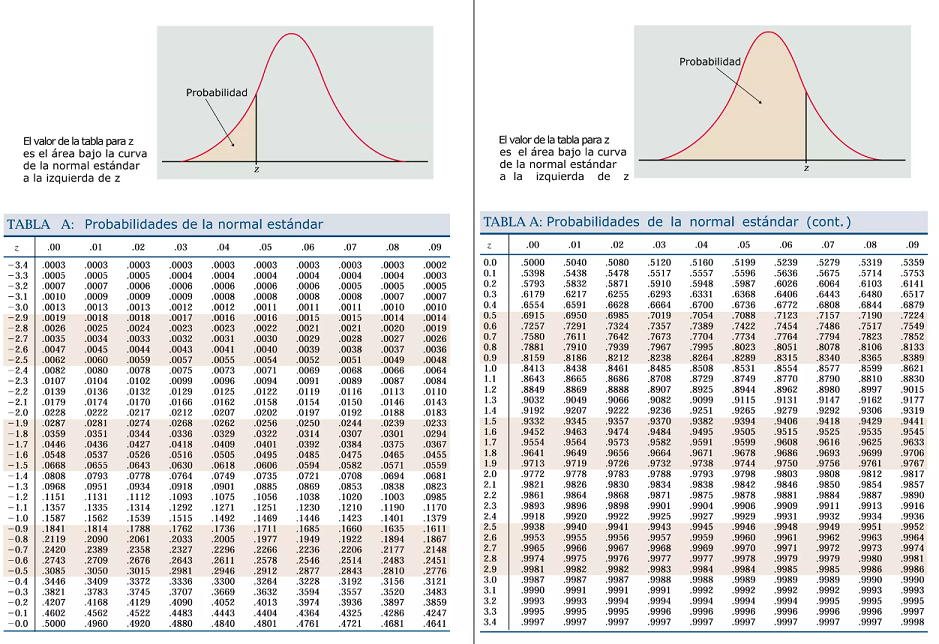 Probabilidad
z
El valor de la tabla para z
es el área bajo la curva
de la normal estándar
a la izquierda de z
TABLA A: Probabilidades de la normal estándar
z .00 .01 .02 .03 .04 .05 .06 .07 .08 .09
−3.4 .0003 .0003 .0003 .0003 .0003 .0003 .0003 .0003 .0003 .0002
−3.3 .0005 .0005 .0005 .0004 .0004 .0004 .0004 .0004 .0004 .0003
−3.2 .0007 .0007 .0006 .0006 .0006 .0006 .0006 .0005 .0005 .0005
−3.1 .0010 .0009 .0009 .0009 .0008 .0008 .0008 .0008 .0007 .0007
−3.0 .0013 .0013 .0013 .0012 .0012 .0011 .0011 .0011 .0010 .0010
−2.9 .0019 .0018 .0018 .0017 .0016 .0016 .0015 .0015 .0014 .0014
−2.8 .0026 .0025 .0024 .0023 .0023 .0022 .0021 .0021 .0020 .0019
−2.7 .0035 .0034 .0033 .0032 .0031 .0030 .0029 .0028 .0027 .0026
−2.6 .0047 .0045 .0044 .0043 .0041 .0040 .0039 .0038 .0037 .0036
−2.5 .0062 .0060 .0059 .0057 .0055 .0054 .0052 .0051 .0049 .0048
−2.4 .0082 .0080 .0078 .0075 .0073 .0071 .0069 .0068 .0066 .0064
−2.3 .0107 .0104 .0102 .0099 .0096 .0094 .0091 .0089 .0087 .0084
−2.2 .0139 .0136 .0132 .0129 .0125 .0122 .0119 .0116 .0113 .0110
−2.1 .0179 .0174 .0170 .0166 .0162 .0158 .0154 .0150 .0146 .0143
−2.0 .0228 .0222 .0217 .0212 .0207 .0202 .0197 .0192 .0188 .0183
−1.9 .0287 .0281 .0274 .0268 .0262 .0256 .0250 .0244 .0239 .0233
−1.8 .0359 .0351 .0344 .0336 .0329 .0322 .0314 .0307 .0301 .0294
−1.7 .0446 .0436 .0427 .0418 .0409 .0401 .0392 .0384 .0375 .0367
−1.6 .0548 .0537 .0526 .0516 .0505 .0495 .0485 .0475 .0465 .0455
−1.5 .0668 .0655 .0643 .0630 .0618 .0606 .0594 .0582 .0571 .0559
−1.4 .0808 .0793 .0778 .0764 .0749 .0735 .0721 .0708 .0694 .0681
−1.3 .0968 .0951 .0934 .0918 .0901 .0885 .0869 .0853 .0838 .0823
−1.2 .1151 .1131 .1112 .1093 .1075 .1056 .1038 .1020 .1003 .0985
−1.1 .1357 .1335 .1314 .1292 .1271 .1251 .1230 .1210 .1190 .1170
−1.0 .1587 .1562 .1539 .1515 .1492 .1469 .1446 .1423 .1401 .1379
−0.9 .1841 .1814 .1788 .1762 .1736 .1711 .1685 .1660 .1635 .1611
−0.8 .2119 .2090 .2061 .2033 .2005 .1977 .1949 .1922 .1894 .1867
−0.7 .2420 .2389 .2358 .2327 .2296 .2266 .2236 .2206 .2177 .2148
−0.6 .2743 .2709 .2676 .2643 .2611 .2578 .2546 .2514 .2483 .2451
−0.5 .3085 .3050 .3015 .2981 .2946 .2912 .2877 .2843 .2810 .2776
−0.4 .3446 .3409 .3372 .3336 .3300 .3264 .3228 .3192 .3156 .3121
−0.3 .3821 .3783 .3745 .3707 .3669 .3632 .3594 .3557 .3520 .3483
−0.2 .4207 .4168 .4129 .4090 .4052 .4013 .3974 .3936 .3897 .3859
−0.1 .4602 .4562 .4522 .4483 .4443 .4404 .4364 .4325 .4286 .4247
−0.0 .5000 .4960 .4920 .4880 .4840 .4801 .4761 .4721 .4681 .4641
Probabilidad
z
El valor de la tabla para z
es el área bajo la curva
de la normal estándar
a la izquierda de z
TABLA A: Probabilidades de la normal estándar (cont.)
z .00 .01 .02 .03 .04 .05 .06 .07 .08 .09
0.0 .5000 .5040 .5080 .5120 .5160 .5199 .5239 .5279 .5319 .5359
0.1 .5398 .5438 .5478 .5517 .5557 .5596 .5636 .5675 .5714 .5753
0.2 .5793 .5832 .5871 .5910 .5948 .5987 .6026 .6064 .6103 .6141
0.3 .6179 .6217 .6255 .6293 .6331 .6368 .6406 .6443 .6480 .6517
0.4 .6554 .6591 .6628 .6664 .6700 .6736 .6772 .6808 .6844 .6879
0.5 .6915 .6950 .6985 .7019 .7054 .7088 .7123 .7157 .7190 .7224
0.6 .7257 .7291 .7324 .7357 .7389 .7422 .7454 .7486 .7517 .7549
0.7 .7580 .7611 .7642 .7673 .7704 .7734 .7764 .7794 .7823 .7852
0.8 .7881 .7910 .7939 .7967 .7995 .8023 .8051 .8078 .8106 .8133
0.9 .8159 .8186 .8212 .8238 .8264 .8289 .8315 .8340 .8365 .8389
1.0 .8413 .8438 .8461 .8485 .8508 .8531 .8554 .8577 .8599 .8621
1.1 .8643 .8665 .8686 .8708 .8729 .8749 .8770 .8790 .8810 .8830
1.2 .8849 .8869 .8888 .8907 .8925 .8944 .8962 .8980 .8997 .9015
1.3 .9032 .9049 .9066 .9082 .9099 .9115 .9131 .9147 .9162 .9177
1.4 .9192 .9207 .9222 .9236 .9251 .9265 .9279 .9292 .9306 .9319
1.5 .9332 .9345 .9357 .9370 .9382 .9394 .9406 .9418 .9429 .9441
1.6 .9452 .9463 .9474 .9484 .9495 .9505 .9515 .9525 .9535 .9545
1.7 .9554 .9564 .9573 .9582 .9591 .9599 .9608 .9616 .9625 .9633
1.8 .9641 .9649 .9656 .9664 .9671 .9678 .9686 .9693 .9699 .9706
1.9 .9713 .9719 .9726 .9732 .9738 .9744 .9750 .9756 .9761 .9767
2.0 .9772 .9778 .9783 .9788 .9793 .9798 .9803 .9808 .9812 .9817
2.1 .9821 .9826 .9830 .9834 .9838 .9842 .9846 .9850 .9854 .9857
2.2 .9861 .9864 .9868 .9871 .9875 .9878 .9881 .9884 .9887 .9890
2.3 .9893 .9896 .9898 .9901 .9904 .9906 .9909 .9911 .9913 .9916
2.4 .9918 .9920 .9922 .9925 .9927 .9929 .9931 .9932 .9934 .9936
2.5 .9938 .9940 .9941 .9943 .9945 .9946 .9948 .9949 .9951 .9952
2.6 .9953 .9955 .9956 .9957 .9959 .9960 .9961 .9962 .9963 .9964
2.7 .9965 .9966 .9967 .9968 .9969 .9970 .9971 .9972 .9973 .9974
2.8 .9974 .9975 .9976 .9977 .9977 .9978 .9979 .9979 .9980 .9981
2.9 .9981 .9982 .9982 .9983 .9984 .9984 .9985 .9985 .9986 .9986
3.0 .9987 .9987 .9987 .9988 .9988 .9989 .9989 .9989 .9990 .9990
3.1 .9990 .9991 .9991 .9991 .9992 .9992 .9992 .9992 .9993 .9993
3.2 .9993 .9993 .9994 .9994 .9994 .9994 .9994 .9995 .9995 .9995
3.3 .9995 .9995 .9995 .9996 .9996 .9996 .9996 .9996 .9996 .9997
3.4 .9997 .9997 .9997 .9997 .9997 .9997 .9997 .9997 .9997 .9998